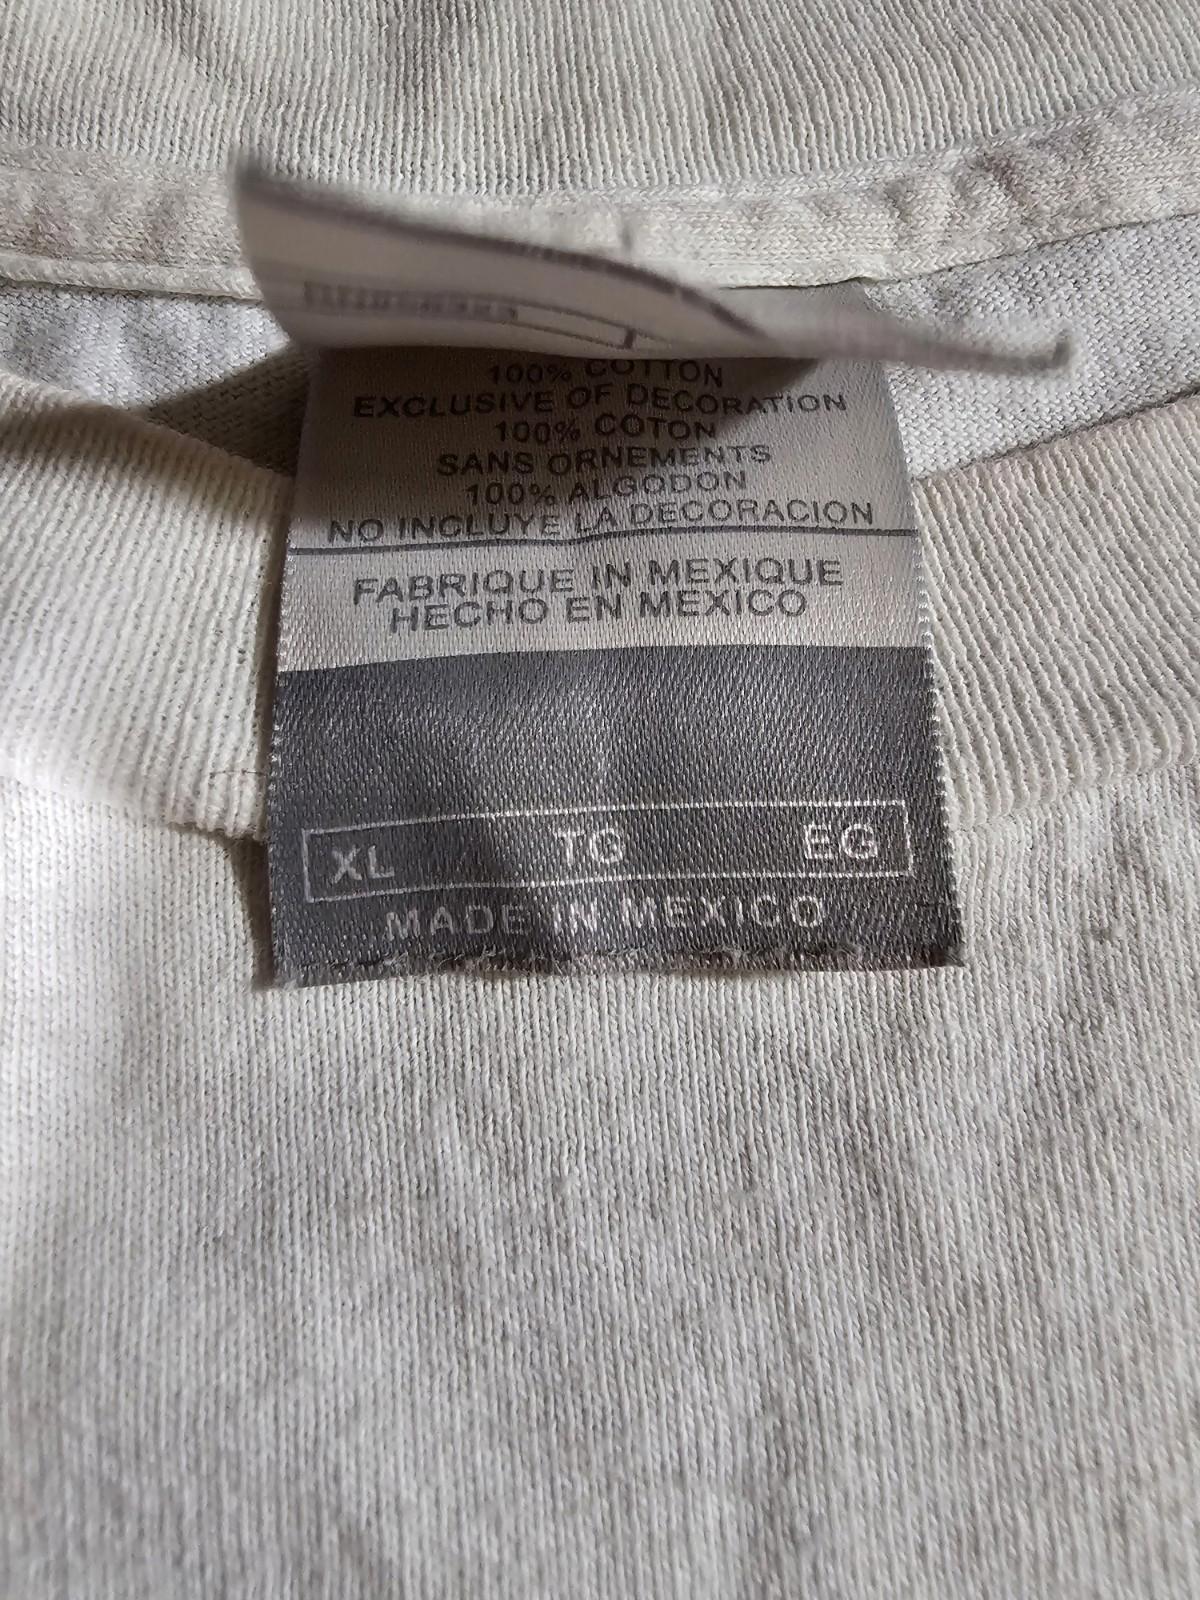 100% COTTON
EXCLUSIVE OF DECORATION
100% COTON
SANS ORNEMENTS
100% ALGODON
NO INCLUYE LA DECORACION
FABRIQUE IN MEXIQUE
HECHO EN MEXICO
XL TG EG
MADE IN MEXICO